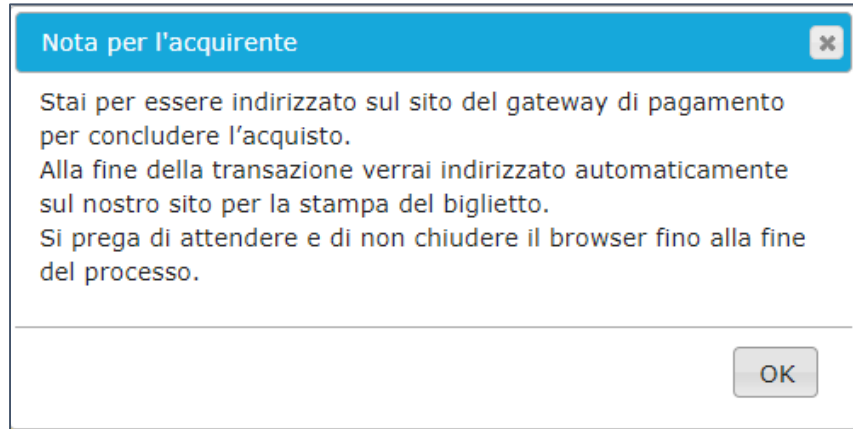 Nota per l'acquirente
Stai per essere indirizzato sul sito del gateway di pagamento
per concludere l’acquisto.
Alla fine della transazione verrai indirizzato automaticamente
sul nostro sito per la stampa del biglietto.
Si prega di attendere e di non chiudere il browser fino alla fine
del processo.
OK